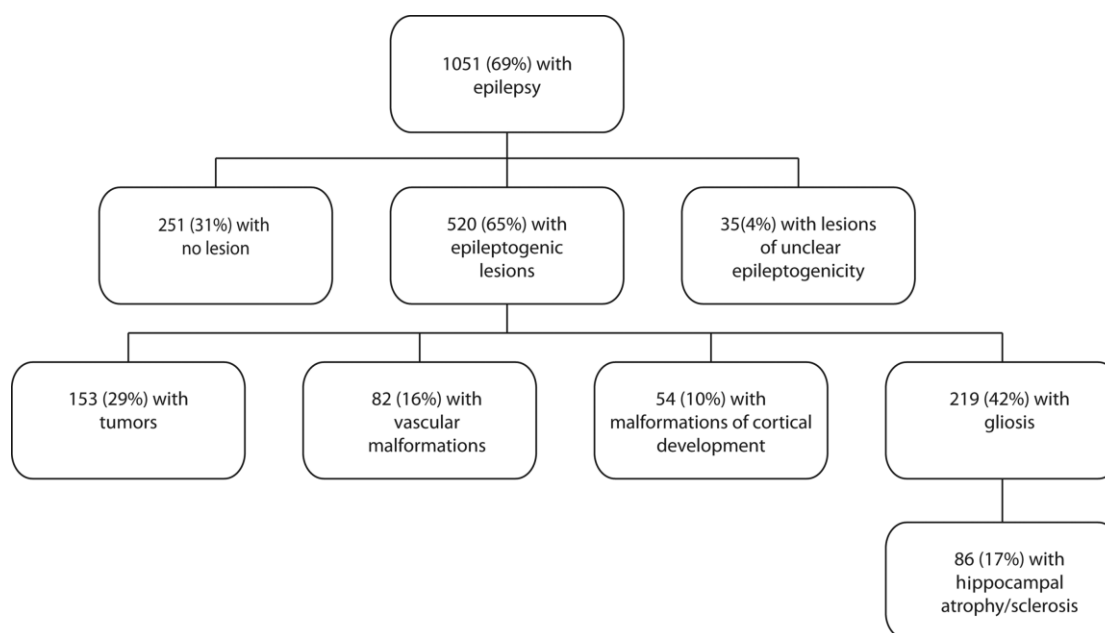 1051 (69%) with
epilepsy
251 (31%) with
no lesion
520 (65%) with
epileptogenic
lesions
35(4%) with lesions
of unclear
epileptogenicity
153 (29%) with
tumors
82 (16%) with
vascular
malformations
54 (10%) with
malformations of cortical
development
219 (42%) with
gliosis
86 (17%) with
hippocampal
atrophy/sclerosis